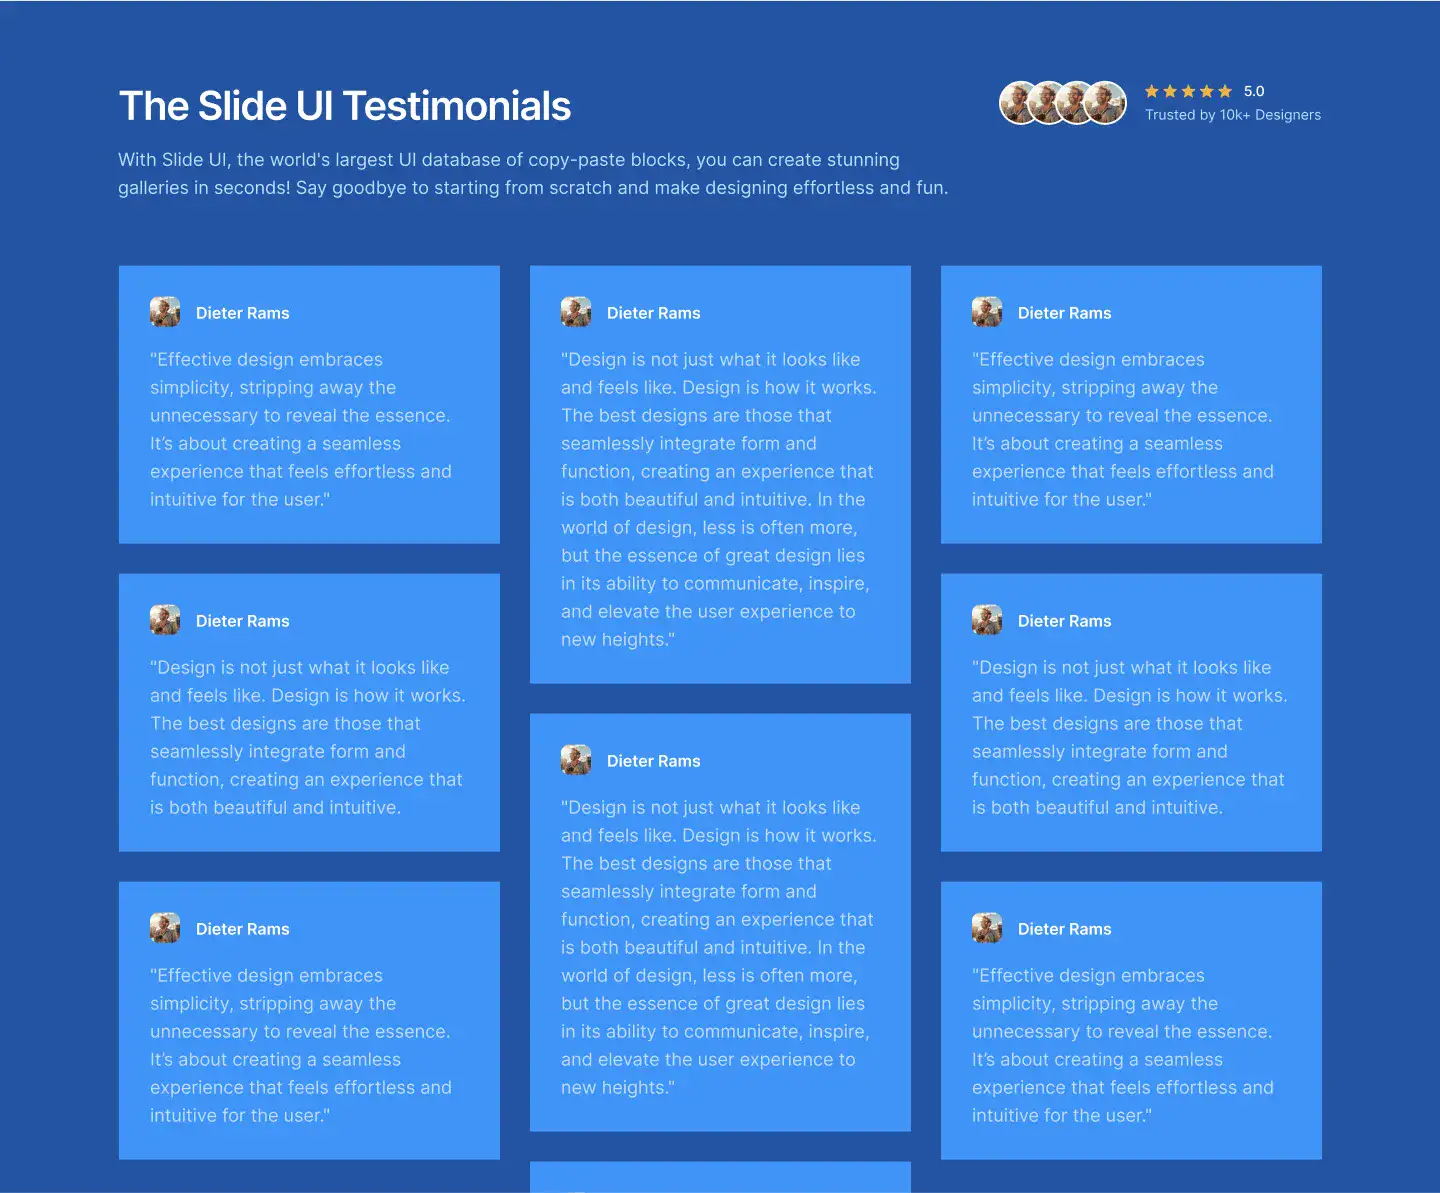 The Slide UI Testimonials
5.0
Trusted by 10k+ Designers
With Slide UI, the world's largest UI database of copy-paste blocks, you can create stunning
galleries in seconds! Say goodbye to starting from scratch and make designing effortless and fun.
Dieter Rams
"Effective design embraces
simplicity, stripping away the
unnecessary to reveal the essence.
It’s about creating a seamless
experience that feels effortless and
intuitive for the user."
Dieter Rams
"Design is not just what it looks like
and feels like. Design is how it works.
The best designs are those that
seamlessly integrate form and
function, creating an experience that
is both beautiful and intuitive.
Dieter Rams
"Effective design embraces
simplicity, stripping away the
unnecessary to reveal the essence.
It’s about creating a seamless
experience that feels effortless and
intuitive for the user."
Dieter Rams
"Design is not just what it looks like
and feels like. Design is how it works.
The best designs are those that
seamlessly integrate form and
function, creating an experience that
is both beautiful and intuitive. In the
world of design, less is often more,
but the essence of great design lies
in its ability to communicate, inspire,
and elevate the user experience to
new heights."
Dieter Rams
"Design is not just what it looks like
and feels like. Design is how it works.
The best designs are those that
seamlessly integrate form and
function, creating an experience that
is both beautiful and intuitive. In the
world of design, less is often more,
but the essence of great design lies
in its ability to communicate, inspire,
and elevate the user experience to
new heights."
Dieter Rams
"Effective design embraces
simplicity, stripping away the
unnecessary to reveal the essence.
It’s about creating a seamless
experience that feels effortless and
intuitive for the user."
Dieter Rams
"Design is not just what it looks like
and feels like. Design is how it works.
The best designs are those that
seamlessly integrate form and
function, creating an experience that
is both beautiful and intuitive.
Dieter Rams
"Effective design embraces
simplicity, stripping away the
unnecessary to reveal the essence.
It’s about creating a seamless
experience that feels effortless and
intuitive for the user."